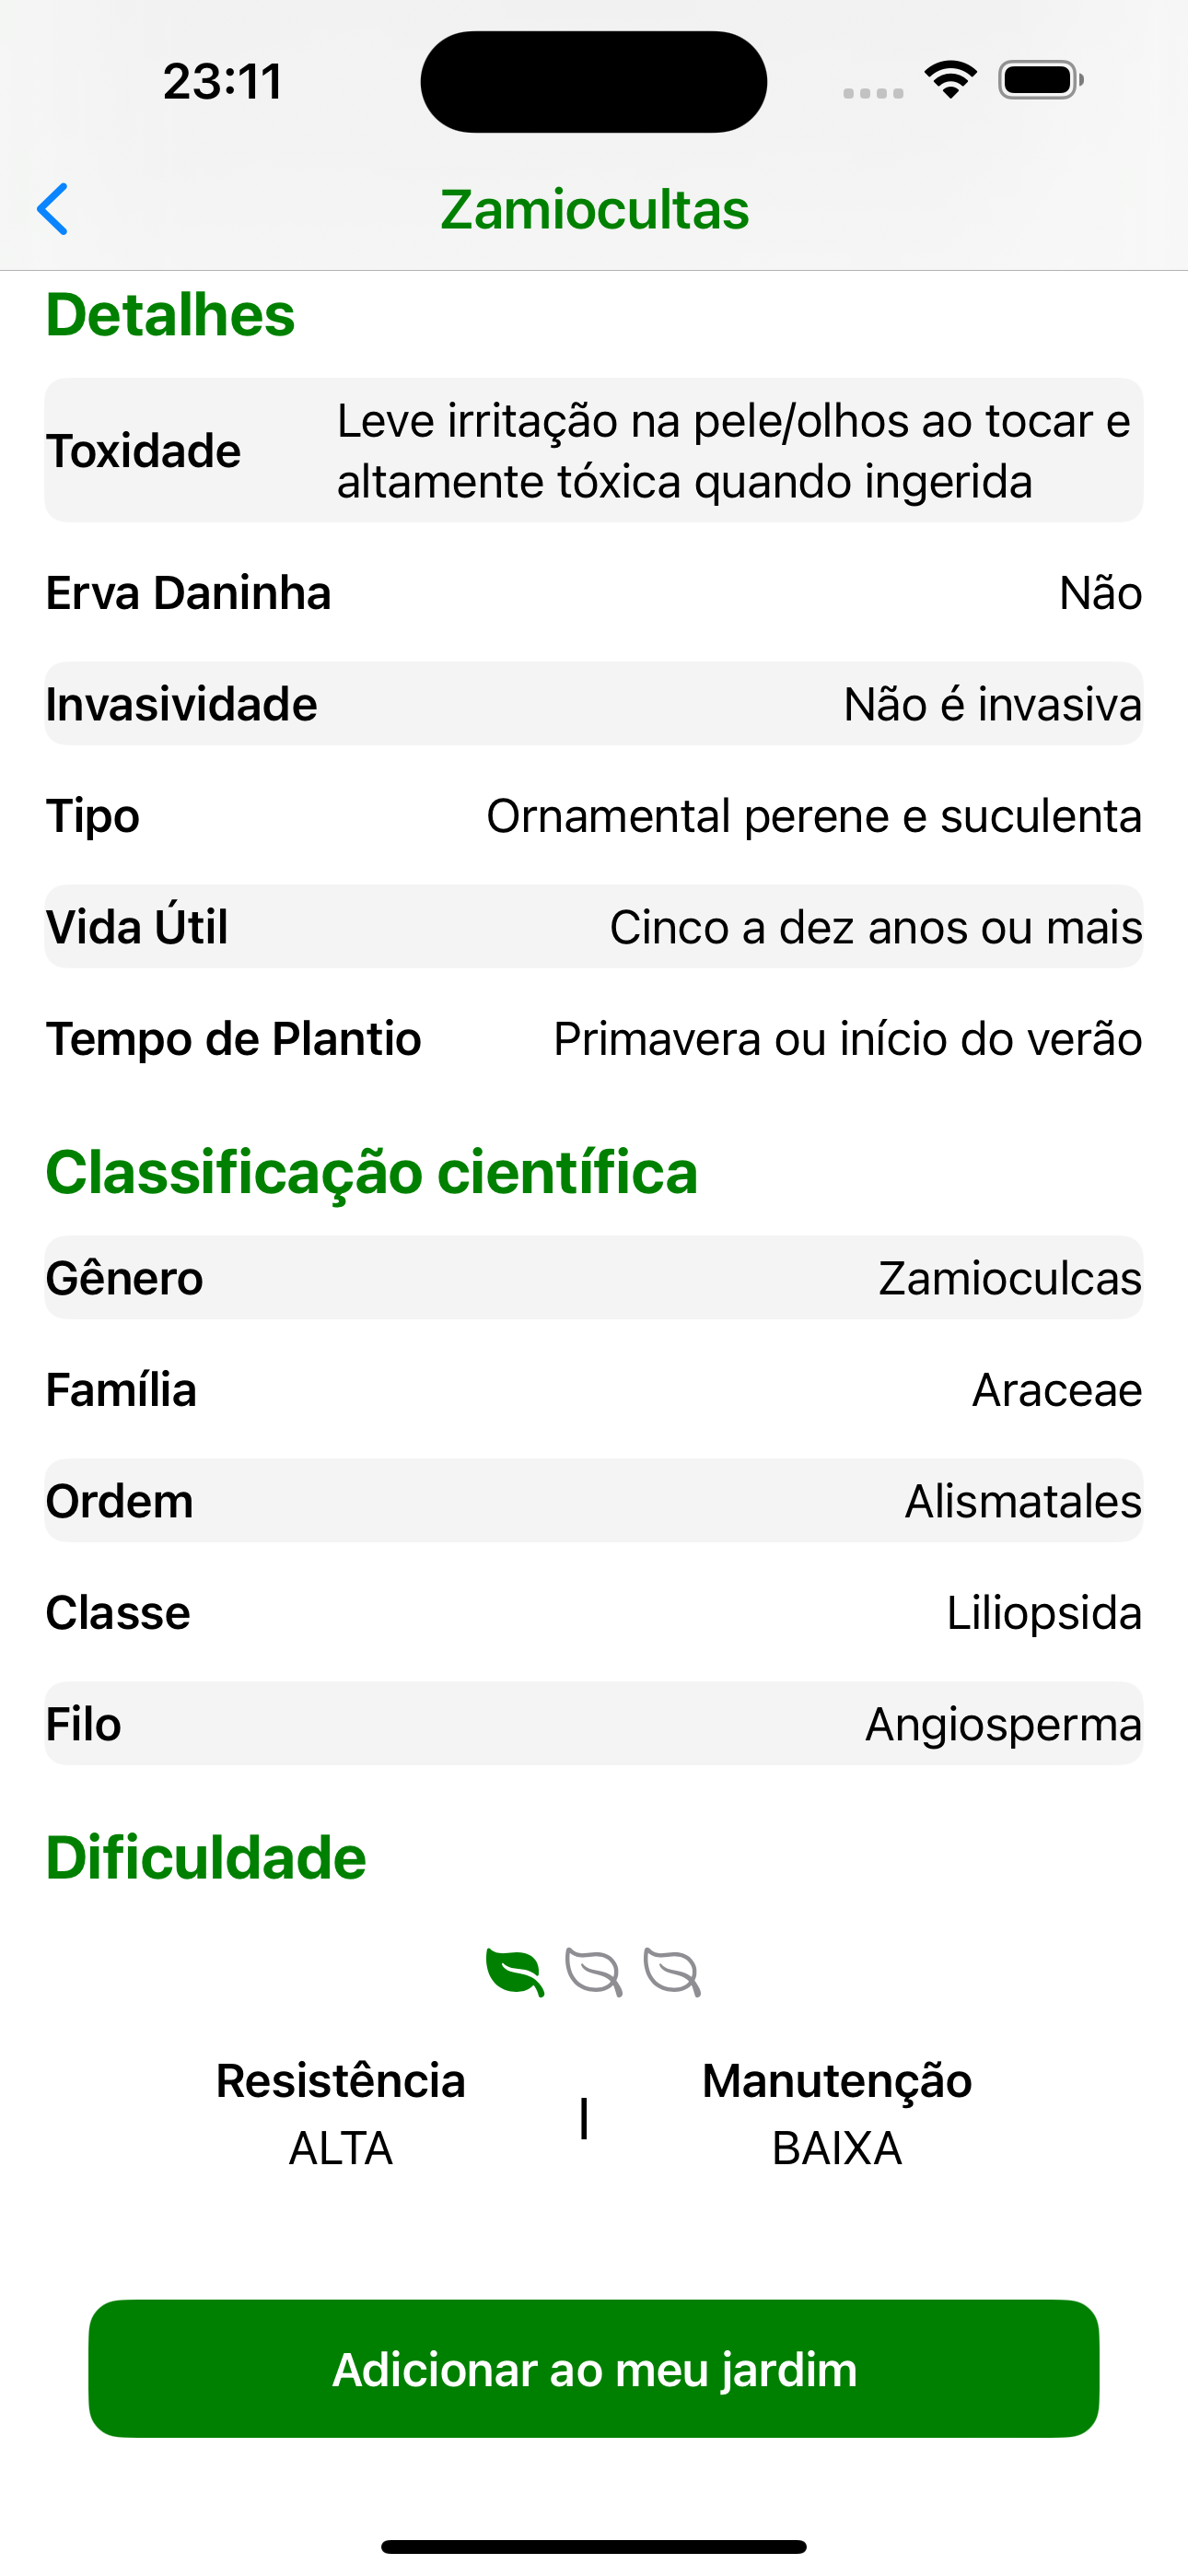 23:11
Zamiocultas
Detalhes
Toxidade
Leve irritação na pele/olhos ao tocar e
altamente tóxica quando ingerida
Erva Daninha Não
Invasividade Não é invasiva
Tipo Ornamental perene e suculenta
Vida Útil Cinco a dez anos ou mais
Tempo de Plantio Primavera ou início do verão
Classificação científica
Gênero Zamioculcas
Família Araceae
Ordem Alismatales
Classe Liliopsida
Filo Angiosperma
Dificuldade
Resistência | Manutenção
ALTA BAIXA
Adicionar ao meu jardim